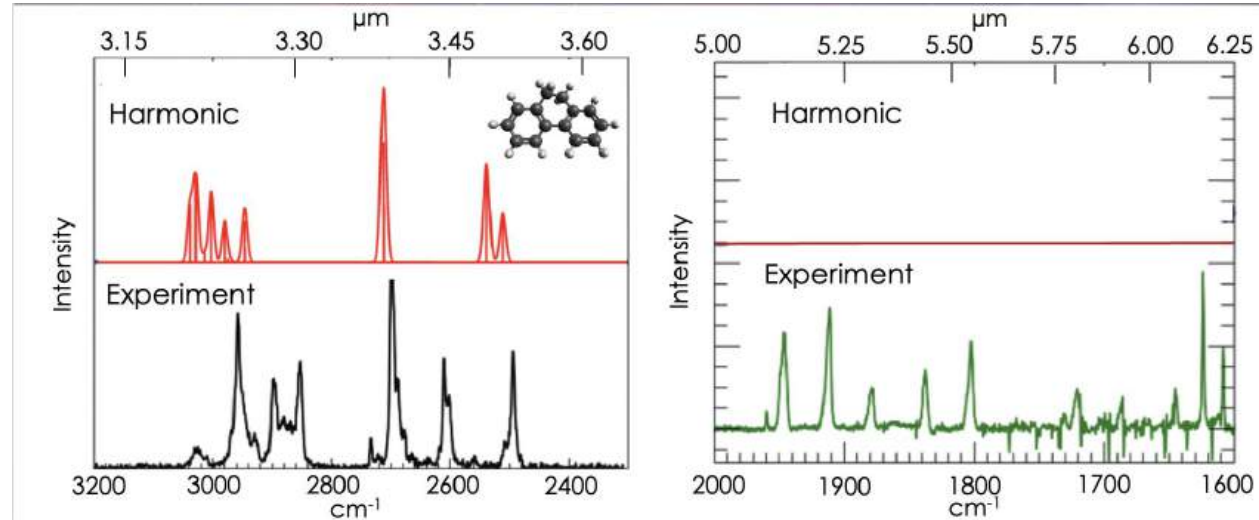 µm
3.15 3.30 3.45 3.60
Harmonic
Experiment
Intensity
3200 3000 2800 2600 2400
cm-1
µm
5.00 5.25 5.50 5.75 6.00 6.25
Harmonic
Experiment
Intensity
2000 1900 1800 1700 1600
cm-1